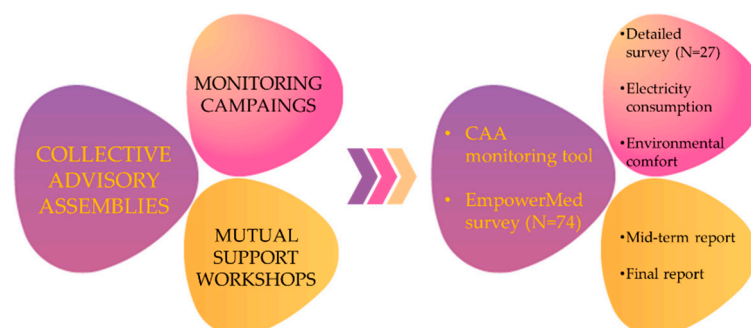 COLLECTIVE
ADVISORY
ASSEMBLIES
MONITORING
CAMPAINGS
MUTUAL
SUPPORT
WORKSHOPS
• CAA
monitoring tool
• EmpowerMed
survey (N=74)
•Detailed
survey (N=27)
•Electricity
consumption
•Environmental
comfort
•Mid-term report
•Final report